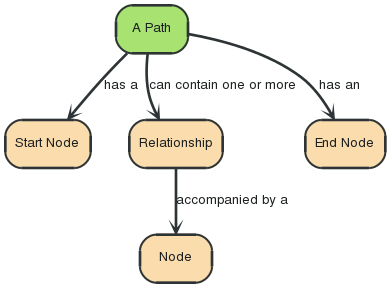 A Path
has a
can contain one or more
has an
Start Node
Relationship
End Node
accompanied by a
Node